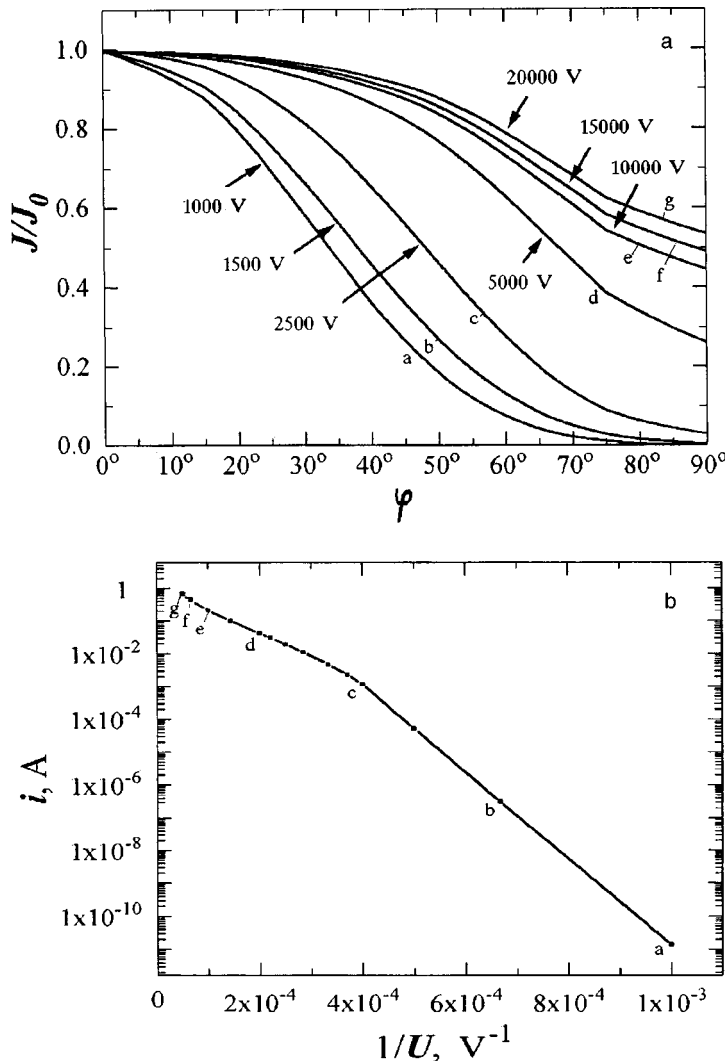 a
1.0
0.8
0.6
0.4
0.2
0.0
J/J0
20000 V
15000 V
10000 V
5000 V
1000 V
1500 V
2500 V
a
b
c
d
e
f
g
0° 10° 20° 30° 40° 50° 60° 70° 80° 90°
φ
b
1
1x10-2
1x10-4
1x10-6
1x10-8
1x10-10
i, A
g
f
e
d
c
b
a
0 2x10-4 4x10-4 6x10-4 8x10-4 1x10-3
1/U, V-1